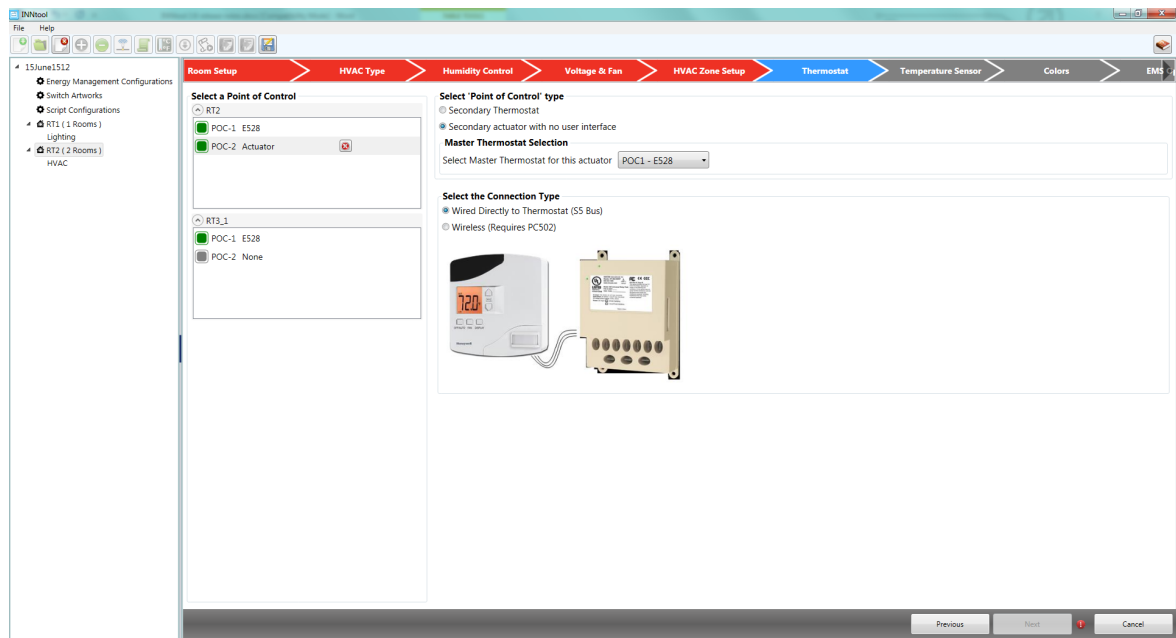 INNtool
File Help
15June1512
Energy Management Configurations
Switch Artworks
Script Configurations
RT1 ( 1 Rooms )
Lighting
RT2 ( 2 Rooms )
HVAC
Room Setup
HVAC Type
Humidity Control
Voltage & Fan
HVAC Zone Setup
Thermostat
Temperature Sensor
Colors
EMS
Select a Point of Control
RT2
POC-1 E528
POC-2 Actuator
RT3_1
POC-1 E528
POC-2 None
Select 'Point of Control' type
Secondary Thermostat
Secondary actuator with no user interface
Master Thermostat Selection
Select Master Thermostat for this actuator POC1 - E528
Select the Connection Type
Wired Directly to Thermostat (S5 Bus)
Wireless (Requires PC502)
72.0
Honeywell
Previous
Next
Cancel